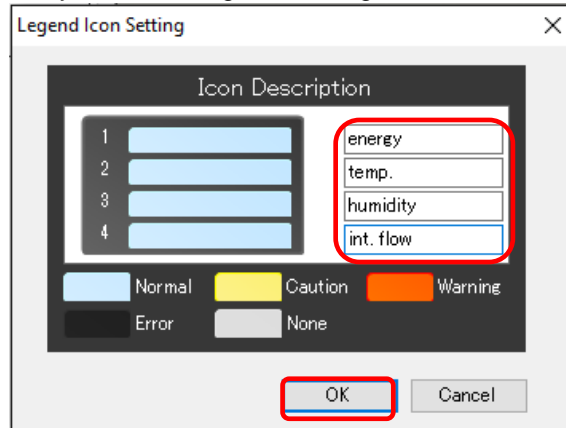 Legend Icon Setting
Icon Description
1 energy
2 temp.
3 humidity
4 int. flow
Normal Caution Warning
Error None
OK Cancel